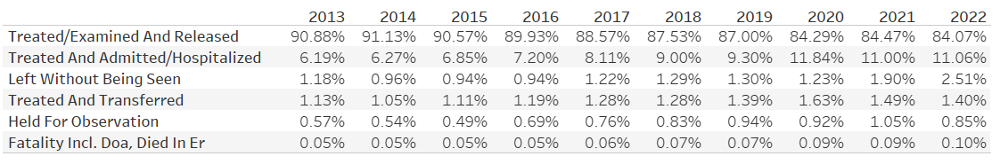 2013 2014 2015 2016 2017 2018 2019 2020 2021 2022
Treated/Examined And Released 90.88% 91.13% 90.57% 89.93% 88.57% 87.53% 87.00% 84.29% 84.47% 84.07%
Treated And Admitted/Hospitalized 6.19% 6.27% 6.85% 7.20% 8.11% 9.00% 9.30% 11.84% 11.00% 11.06%
Left Without Being Seen 1.18% 0.96% 0.94% 0.94% 1.22% 1.29% 1.30% 1.23% 1.90% 2.51%
Treated And Transferred 1.13% 1.05% 1.11% 1.19% 1.28% 1.28% 1.39% 1.63% 1.49% 1.40%
Held For Observation 0.57% 0.54% 0.49% 0.69% 0.76% 0.83% 0.94% 0.92% 1.05% 0.85%
Fatality Incl. Doa, Died In Er 0.05% 0.05% 0.05% 0.05% 0.06% 0.07% 0.07% 0.09% 0.09% 0.10%